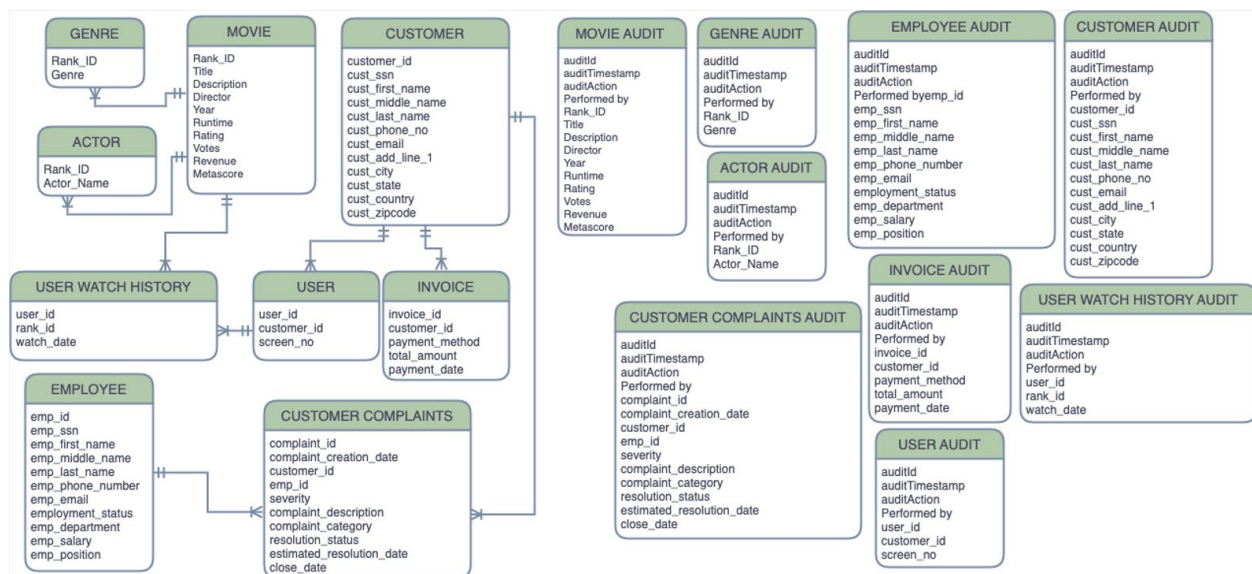 GENRE
Rank_ID
Genre
MOVIE
Rank_ID
Title
Description
Director
Year
Runtime
Rating
Votes
Revenue
Metascore
ACTOR
Rank_ID
Actor_Name
CUSTOMER
customer_id
cust_ssn
cust_first_name
cust_middle_name
cust_last_name
cust_phone_no
cust_email
cust_add_line_1
cust_city
cust_state
cust_country
cust_zipcode
USER WATCH HISTORY
user_id
rank_id
watch_date
USER
user_id
customer_id
screen_no
INVOICE
invoice_id
customer_id
payment_method
total_amount
payment_date
EMPLOYEE
emp_id
emp_ssn
emp_first_name
emp_middle_name
emp_last_name
emp_phone_number
emp_email
employment_status
emp_department
emp_salary
emp_position
CUSTOMER COMPLAINTS
complaint_id
complaint_creation_date
customer_id
emp_id
severity
complaint_description
complaint_category
resolution_status
estimated_resolution_date
close_date
MOVIE AUDIT
auditId
auditTimestamp
auditAction
Performed by
Rank_ID
Title
Description
Director
Year
Runtime
Rating
Votes
Revenue
Metascore
GENRE AUDIT
auditId
auditTimestamp
auditAction
Performed by
Rank_ID
Genre
ACTOR AUDIT
auditId
auditTimestamp
auditAction
Performed by
Rank_ID
Actor_Name
EMPLOYEE AUDIT
auditId
auditTimestamp
auditAction
Performed byemp_id
emp_ssn
emp_first_name
emp_middle_name
emp_last_name
emp_phone_number
emp_email
employment_status
emp_department
emp_salary
emp_position
CUSTOMER AUDIT
auditId
auditTimestamp
auditAction
Performed by
customer_id
cust_ssn
cust_first_name
cust_middle_name
cust_last_name
cust_phone_no
cust_email
cust_add_line_1
cust_city
cust_state
cust_country
cust_zipcode
CUSTOMER COMPLAINTS AUDIT
auditId
auditTimestamp
auditAction
Performed by
complaint_id
complaint_creation_date
customer_id
emp_id
severity
complaint_description
complaint_category
resolution_status
estimated_resolution_date
close_date
INVOICE AUDIT
auditId
auditTimestamp
auditAction
Performed by
invoice_id
customer_id
payment_method
total_amount
payment_date
USER WATCH HISTORY AUDIT
auditId
auditTimestamp
auditAction
Performed by
user_id
rank_id
watch_date
USER AUDIT
auditId
auditTimestamp
auditAction
Performed by
user_id
customer_id
screen_no